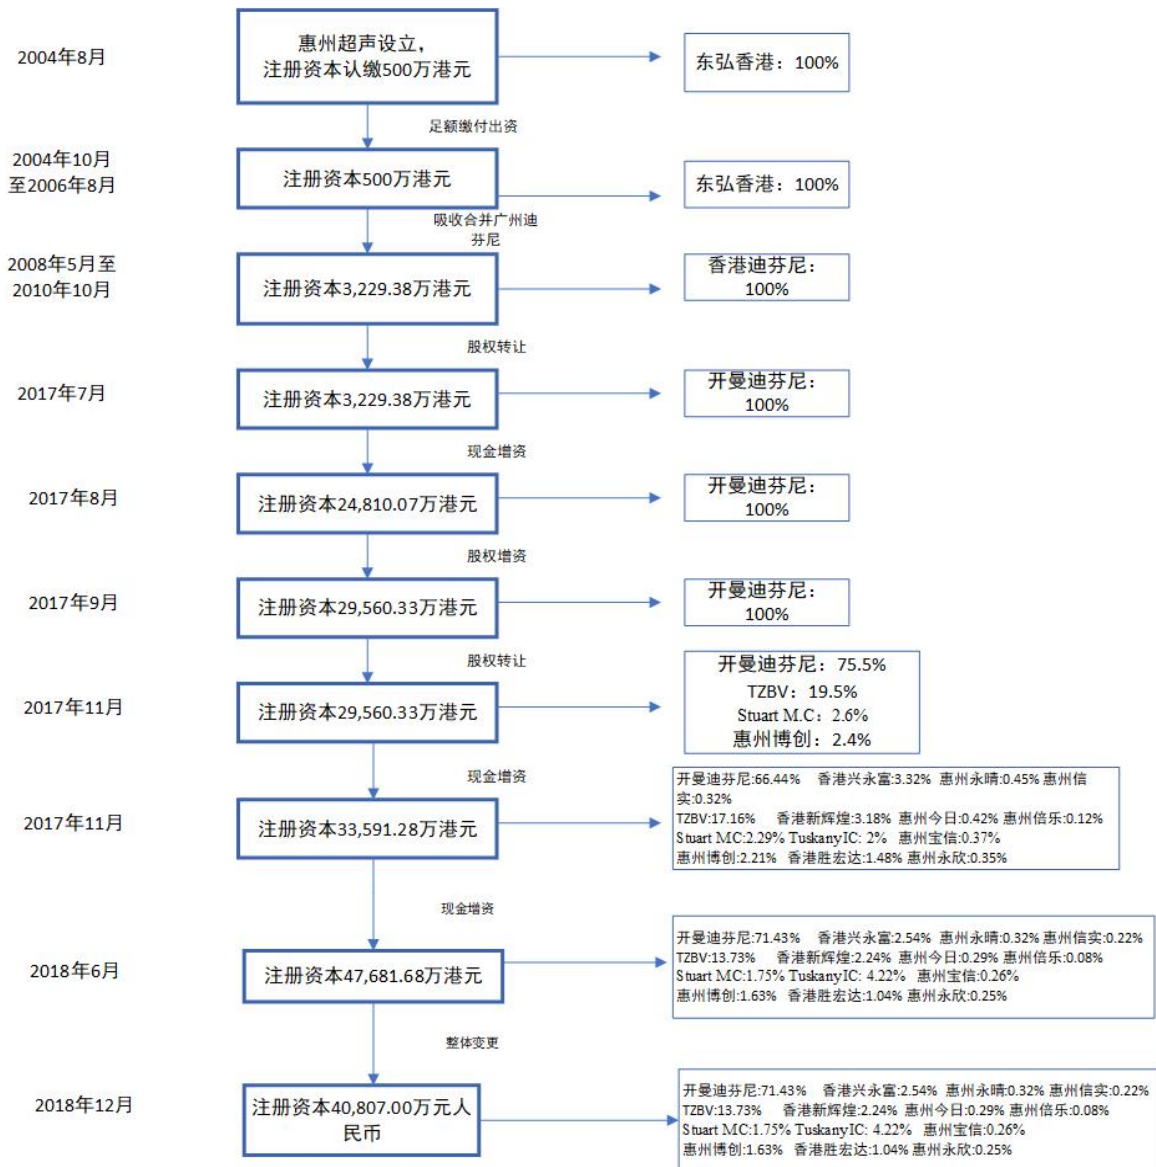 2004年8月
惠州超声设立，
注册资本认缴500万港元
东弘香港：100%
足额缴付出资
2004年10月
至2006年8月
注册资本500万港元
东弘香港：100%
吸收合并广州迪
芬尼
2008年5月至
2010年10月
注册资本3,229.38万港元
香港迪芬尼：
100%
股权转让
2017年7月
注册资本3,229.38万港元
开曼迪芬尼：
100%
现金增资
2017年8月
注册资本24,810.07万港元
开曼迪芬尼：
100%
股权增资
2017年9月
注册资本29,560.33万港元
开曼迪芬尼：
100%
股权转让
2017年11月
注册资本29,560.33万港元
开曼迪芬尼：75.5%
TZBV：19.5%
Stuart M.C：2.6%
惠州博创：2.4%
现金增资
2017年11月
注册资本33,591.28万港元
开曼迪芬尼:66.44% 香港兴永富:3.32% 惠州永晴:0.45% 惠州信
实:0.32%
TZBV:17.16% 香港新辉煌:3.18% 惠州今日:0.42% 惠州倍乐:0.12%
Stuart M.C:2.29% TuskanyIC: 2% 惠州宝信:0.37%
惠州博创:2.21% 香港胜宏达:1.48% 惠州永欣:0.35%
现金增资
2018年6月
注册资本47,681.68万港元
开曼迪芬尼:71.43% 香港兴永富:2.54% 惠州永晴:0.32% 惠州信实:0.22%
TZBV:13.73% 香港新辉煌:2.24% 惠州今日:0.29% 惠州倍乐:0.08%
Stuart M.C:1.75% TuskanyIC: 4.22% 惠州宝信:0.26%
惠州博创:1.63% 香港胜宏达:1.04% 惠州永欣:0.25%
整体变更
2018年12月
注册资本40,807.00万元人
民币
开曼迪芬尼:71.43% 香港兴永富:2.54% 惠州永晴:0.32% 惠州信实:0.22%
TZBV:13.73% 香港新辉煌:2.24% 惠州今日:0.29% 惠州倍乐:0.08%
Stuart M.C:1.75% TuskanyIC: 4.22% 惠州宝信:0.26%
惠州博创:1.63% 香港胜宏达:1.04% 惠州永欣:0.25%